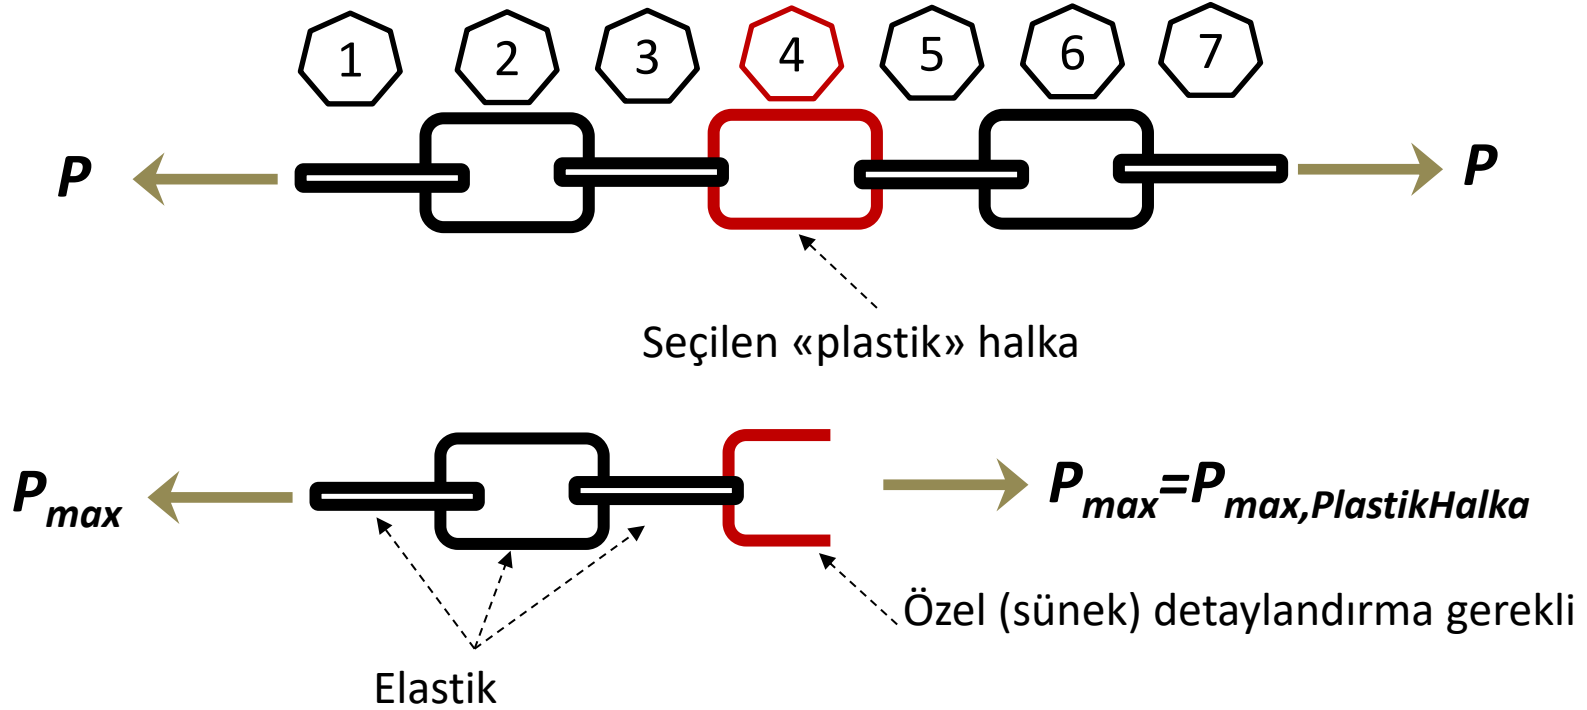 1 2 3 4 5 6 7
P P
Seçilen «plastik» halka
Pmax Pmax=Pmax,PlastikHalka
Özel (sünek) detaylandırma gerekli
Elastik